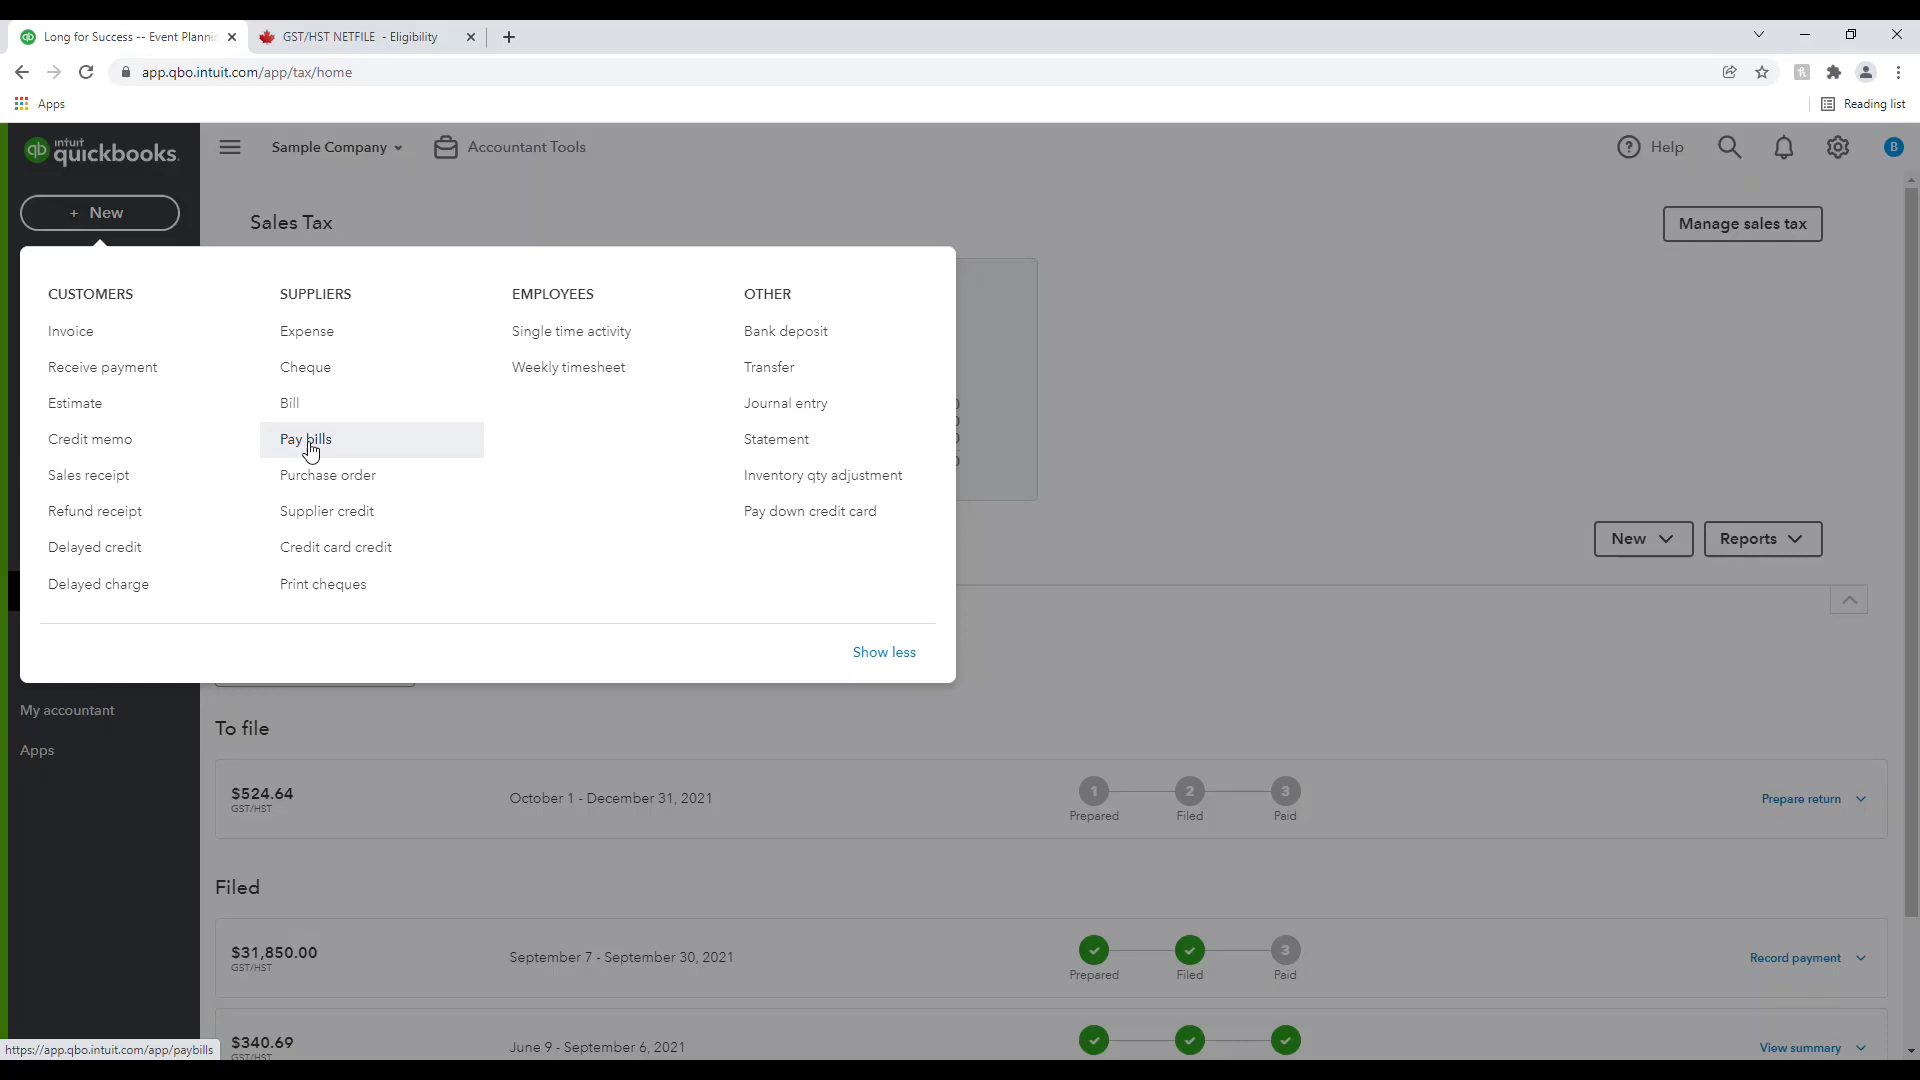 Long for Success -- Event Plannin
GST/HST NETFILE - Eligibility
app.qbo.intuit.com/app/tax/home
Apps
Reading list
intuit quickbooks.
Sample Company
Accountant Tools
Help
B
+ New
Sales Tax
Manage sales tax
CUSTOMERS SUPPLIERS EMPLOYEES OTHER
Invoice Expense Single time activity Bank deposit
Receive payment Cheque Weekly timesheet Transfer
Estimate Bill Journal entry
Credit memo Pay bills Statement
Sales receipt Purchase order Inventory qty adjustment
Refund receipt Supplier credit Pay down credit card
Delayed credit Credit card credit
Delayed charge Print cheques
Show less
New
Reports
My accountant
Apps
To file
$524.64
GST/HST
October 1 - December 31, 2021
1 2 3
Prepared Filed Paid
Prepare return
Filed
$31,850.00
GST/HST
September 7 - September 30, 2021
3
Prepared Filed Paid
Record payment
$340.69
GST/HST
June 9 - September 6, 2021
View summary
https://app.qbo.intuit.com/app/paybills